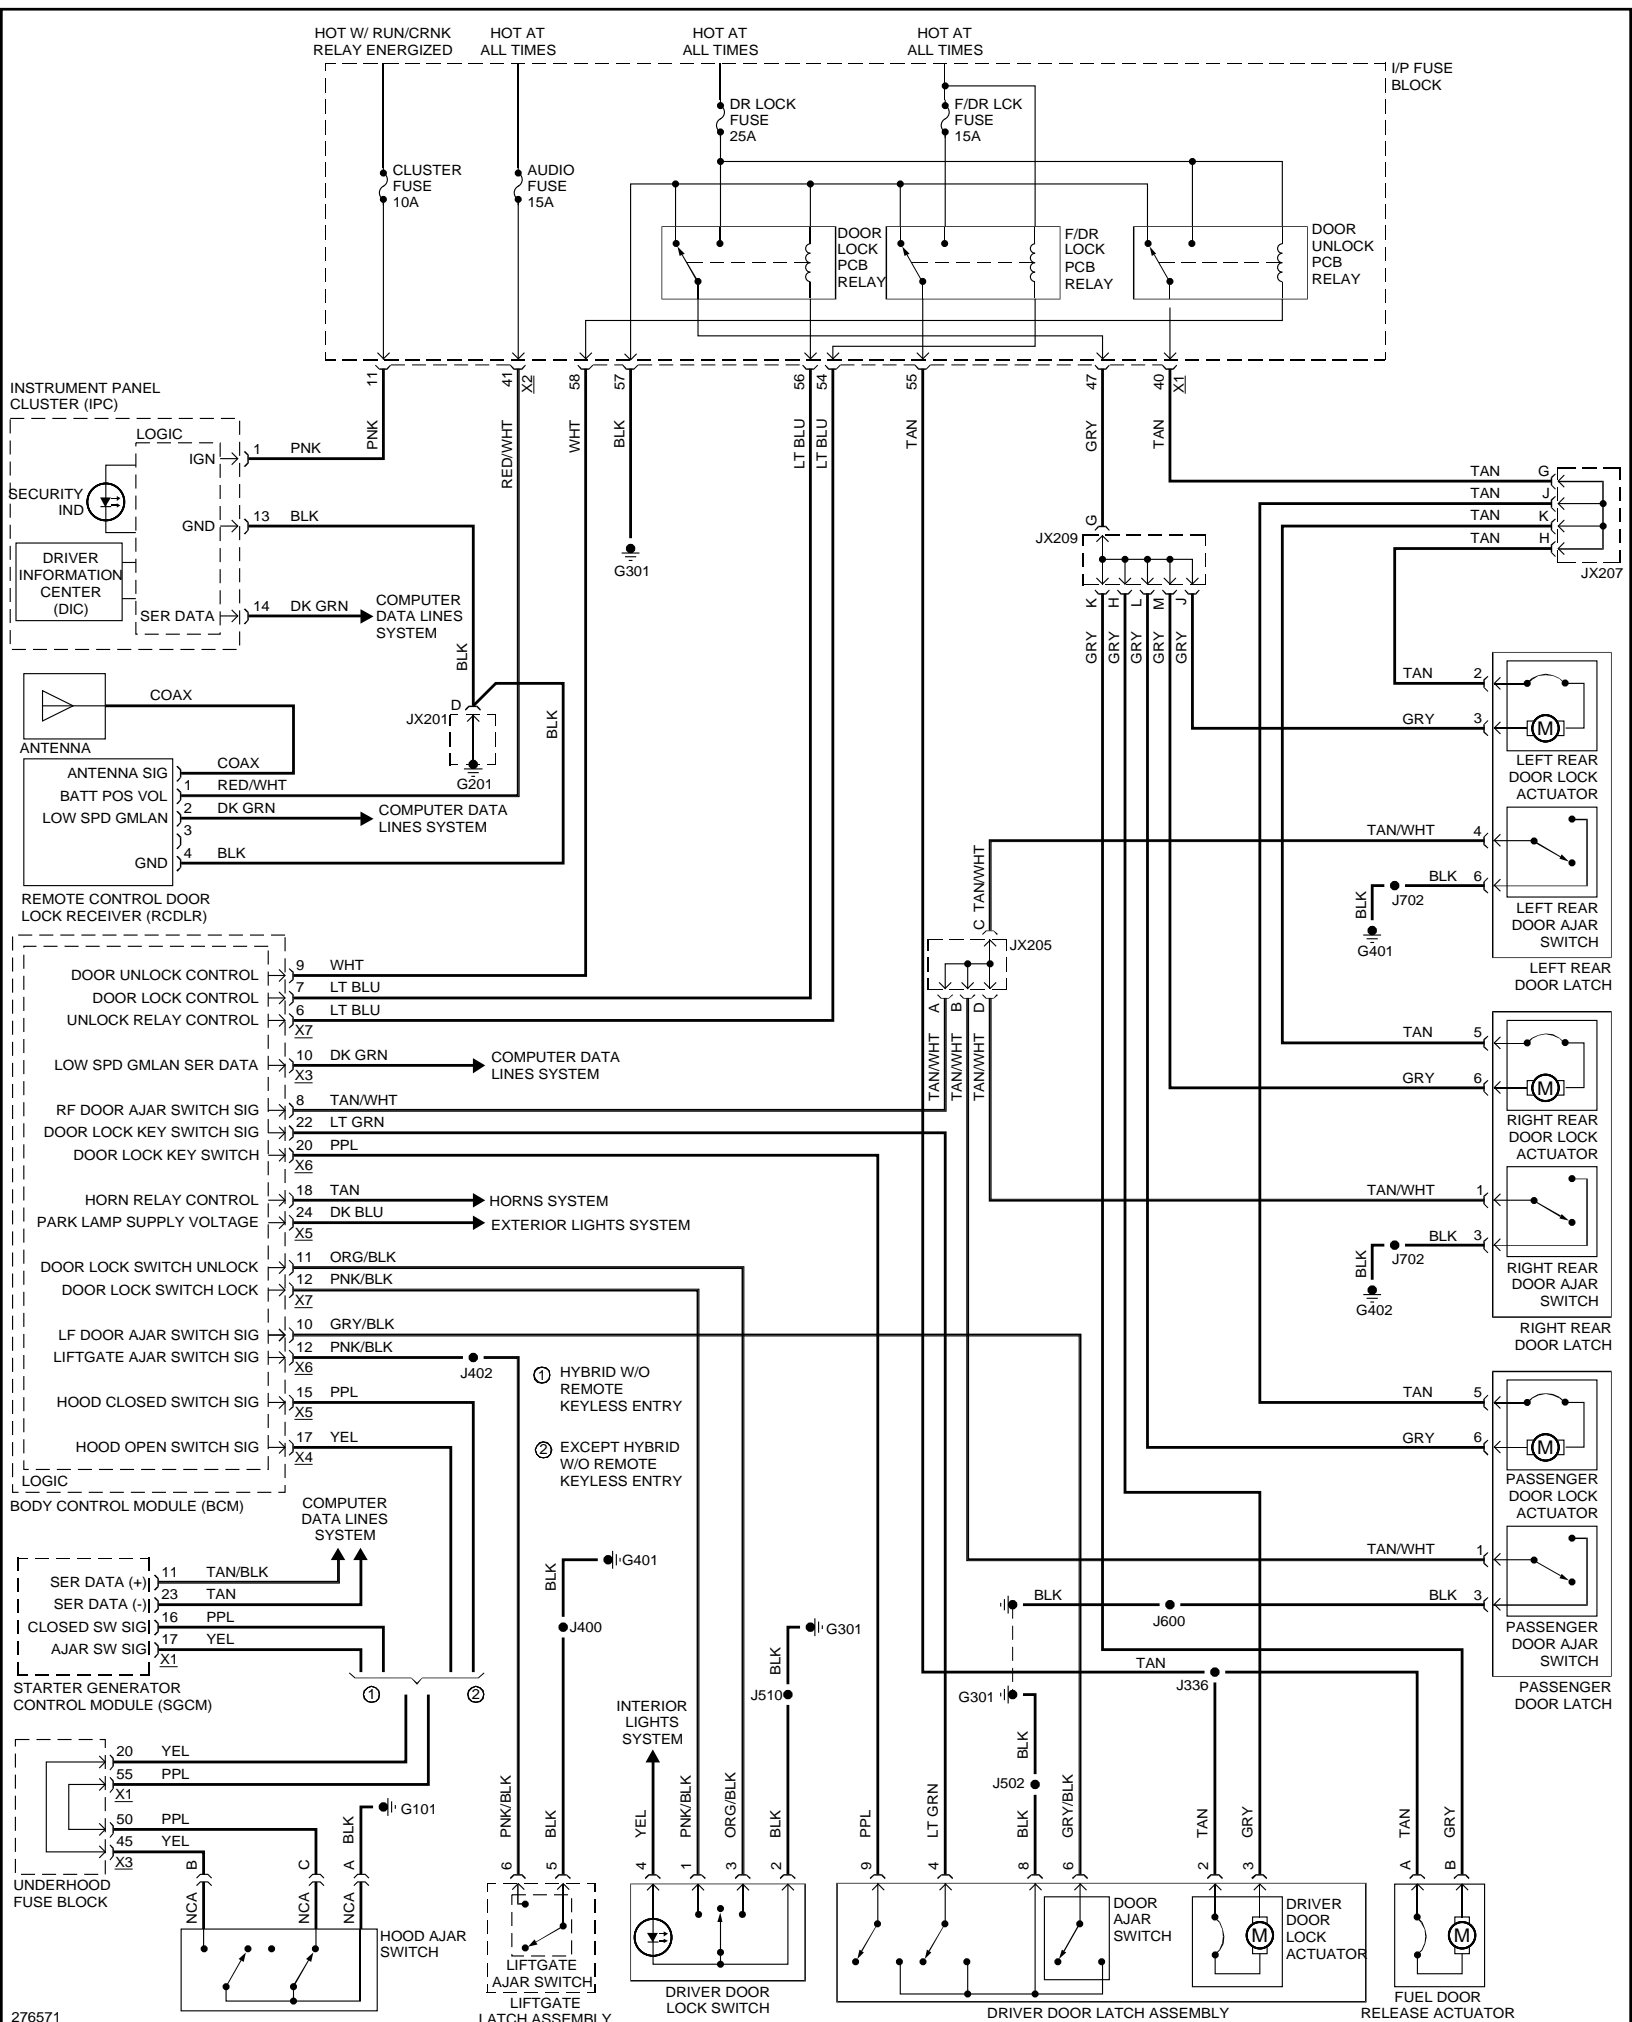 HOT W/ RUN/CRNK
RELAY ENERGIZED
HOT AT
ALL TIMES
HOT AT
ALL TIMES
HOT AT
ALL TIMES
I/P FUSE
BLOCK
DR LOCK
FUSE
25A
F/DR LCK
FUSE
15A
CLUSTER
FUSE
10A
AUDIO
FUSE
15A
DOOR
LOCK
PCB
RELAY
F/DR
LOCK
PCB
RELAY
DOOR
UNLOCK
PCB
RELAY
11
41
X2
58
57
56
54
55
47
40
X1
PNK
RED/WHT
WHT
BLK
LT BLU
LT BLU
TAN
GRY
TAN
INSTRUMENT PANEL
CLUSTER (IPC)
LOGIC
IGN
1 PNK
SECURITY
IND
GND
13 BLK
DRIVER
INFORMATION
CENTER
(DIC)
SER DATA
14 DK GRN
COMPUTER
DATA LINES
SYSTEM
G301
TAN G
TAN J
TAN K
TAN H
JX207
G
JX209
K
H
L
M
J
GRY
GRY
GRY
GRY
GRY
BLK
ANTENNA
COAX
D
JX201
G201
BLK
ANTENNA SIG
COAX
BATT POS VOL
1 RED/WHT
LOW SPD GMLAN
2 DK GRN
COMPUTER DATA
LINES SYSTEM
3
GND
4 BLK
REMOTE CONTROL DOOR
LOCK RECEIVER (RCDLR)
TAN 2
GRY 3
M
LEFT REAR
DOOR LOCK
ACTUATOR
TAN/WHT 4
BLK 6
J702
BLK
G401
LEFT REAR
DOOR AJAR
SWITCH
LEFT REAR
DOOR LATCH
TAN/WHT
C
JX205
A
B
D
TAN/WHT
TAN/WHT
TAN/WHT
DOOR UNLOCK CONTROL
9 WHT
DOOR LOCK CONTROL
7 LT BLU
UNLOCK RELAY CONTROL
6 LT BLU
X7
LOW SPD GMLAN SER DATA
10 DK GRN
X3
COMPUTER DATA
LINES SYSTEM
RF DOOR AJAR SWITCH SIG
8 TAN/WHT
DOOR LOCK KEY SWITCH SIG
22 LT GRN
DOOR LOCK KEY SWITCH
20 PPL
X6
HORN RELAY CONTROL
18 TAN
HORNS SYSTEM
PARK LAMP SUPPLY VOLTAGE
24 DK BLU
X5
EXTERIOR LIGHTS SYSTEM
DOOR LOCK SWITCH UNLOCK
11 ORG/BLK
DOOR LOCK SWITCH LOCK
12 PNK/BLK
X7
LF DOOR AJAR SWITCH SIG
10 GRY/BLK
LIFTGATE AJAR SWITCH SIG
12 PNK/BLK
X6
J402
HOOD CLOSED SWITCH SIG
15 PPL
X5
HOOD OPEN SWITCH SIG
17 YEL
X4
LOGIC
BODY CONTROL MODULE (BCM)
1 HYBRID W/O
REMOTE
KEYLESS ENTRY
2 EXCEPT HYBRID
W/O REMOTE
KEYLESS ENTRY
TAN 5
GRY 6
M
RIGHT REAR
DOOR LOCK
ACTUATOR
TAN/WHT 1
BLK 3
J702
BLK
G402
RIGHT REAR
DOOR AJAR
SWITCH
RIGHT REAR
DOOR LATCH
TAN 5
GRY 6
M
PASSENGER
DOOR LOCK
ACTUATOR
TAN/WHT 1
BLK 3
BLK
J600
PASSENGER
DOOR AJAR
SWITCH
PASSENGER
DOOR LATCH
COMPUTER
DATA LINES
SYSTEM
SER DATA (+)
11 TAN/BLK
SER DATA (-)
23 TAN
CLOSED SW SIG
16 PPL
AJAR SW SIG
17 YEL
X1
STARTER GENERATOR
CONTROL MODULE (SGCM)
1
2
BLK
G401
J400
G301
BLK
J510
TAN
J336
G301
BLK
J502
INTERIOR
LIGHTS
SYSTEM
20 YEL
55 PPL
X1
50 PPL
45 YEL
X3
UNDERHOOD
FUSE BLOCK
G101
BLK
B
C
A
NCA
NCA
NCA
HOOD AJAR
SWITCH
PNK/BLK
BLK
YEL
PNK/BLK
ORG/BLK
BLK
PPL
LT GRN
BLK
GRY/BLK
TAN
GRY
TAN
GRY
6
5
4
1
3
2
9
4
8
6
2
3
A
B
LIFTGATE
AJAR SWITCH
LIFTGATE
LATCH ASSEMBLY
DRIVER DOOR
LOCK SWITCH
DOOR
AJAR
SWITCH
DRIVER
DOOR
LOCK
ACTUATOR
M
M
DRIVER DOOR LATCH ASSEMBLY
FUEL DOOR
RELEASE ACTUATOR
276571